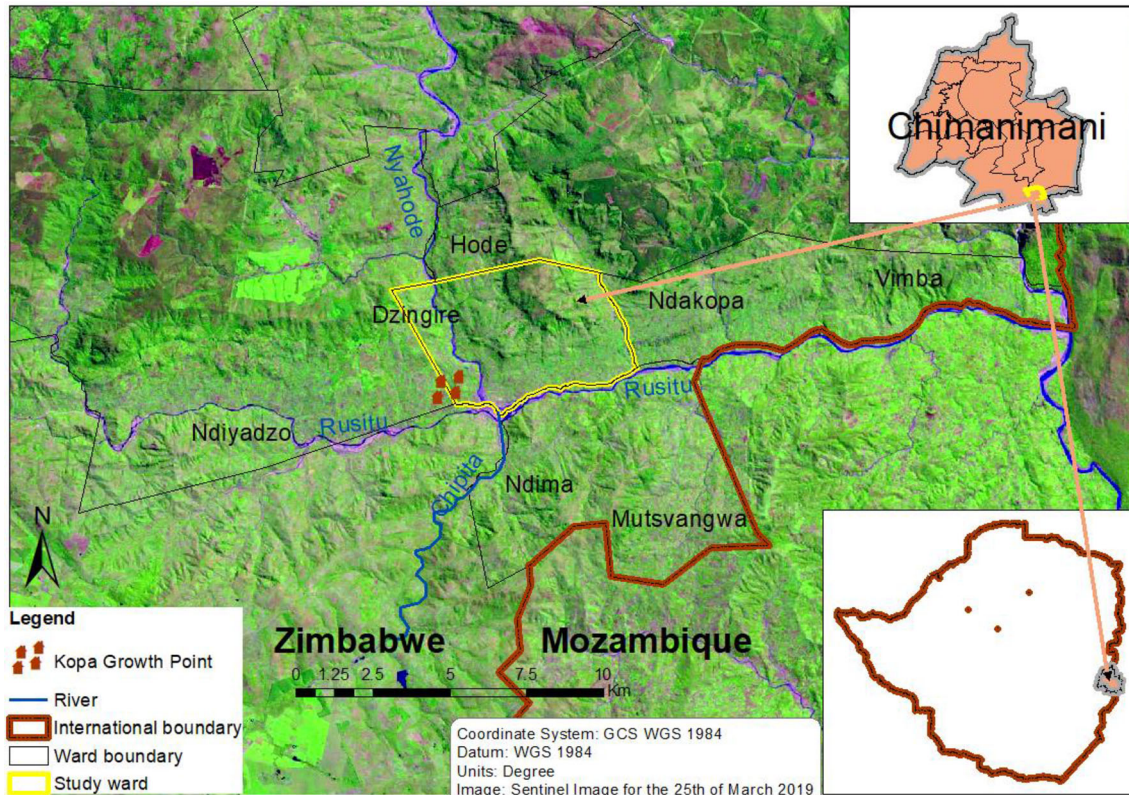 Chimanimani
Nyahode
Hode
Vimba
Ndakopa
Dzingire
Rusitu
Rusitu
Ndiyadzo
Chipita
Ndima
Mutsvangwa
N
Zimbabwe Mozambique
0 1.25 2.5 5 7.5 10
Km
Legend
Kopa Growth Point
River
International boundary
Ward boundary
Study ward
Coordinate System: GCS WGS 1984
Datum: WGS 1984
Units: Degree
Image: Sentinel Image for the 25th of March 2019